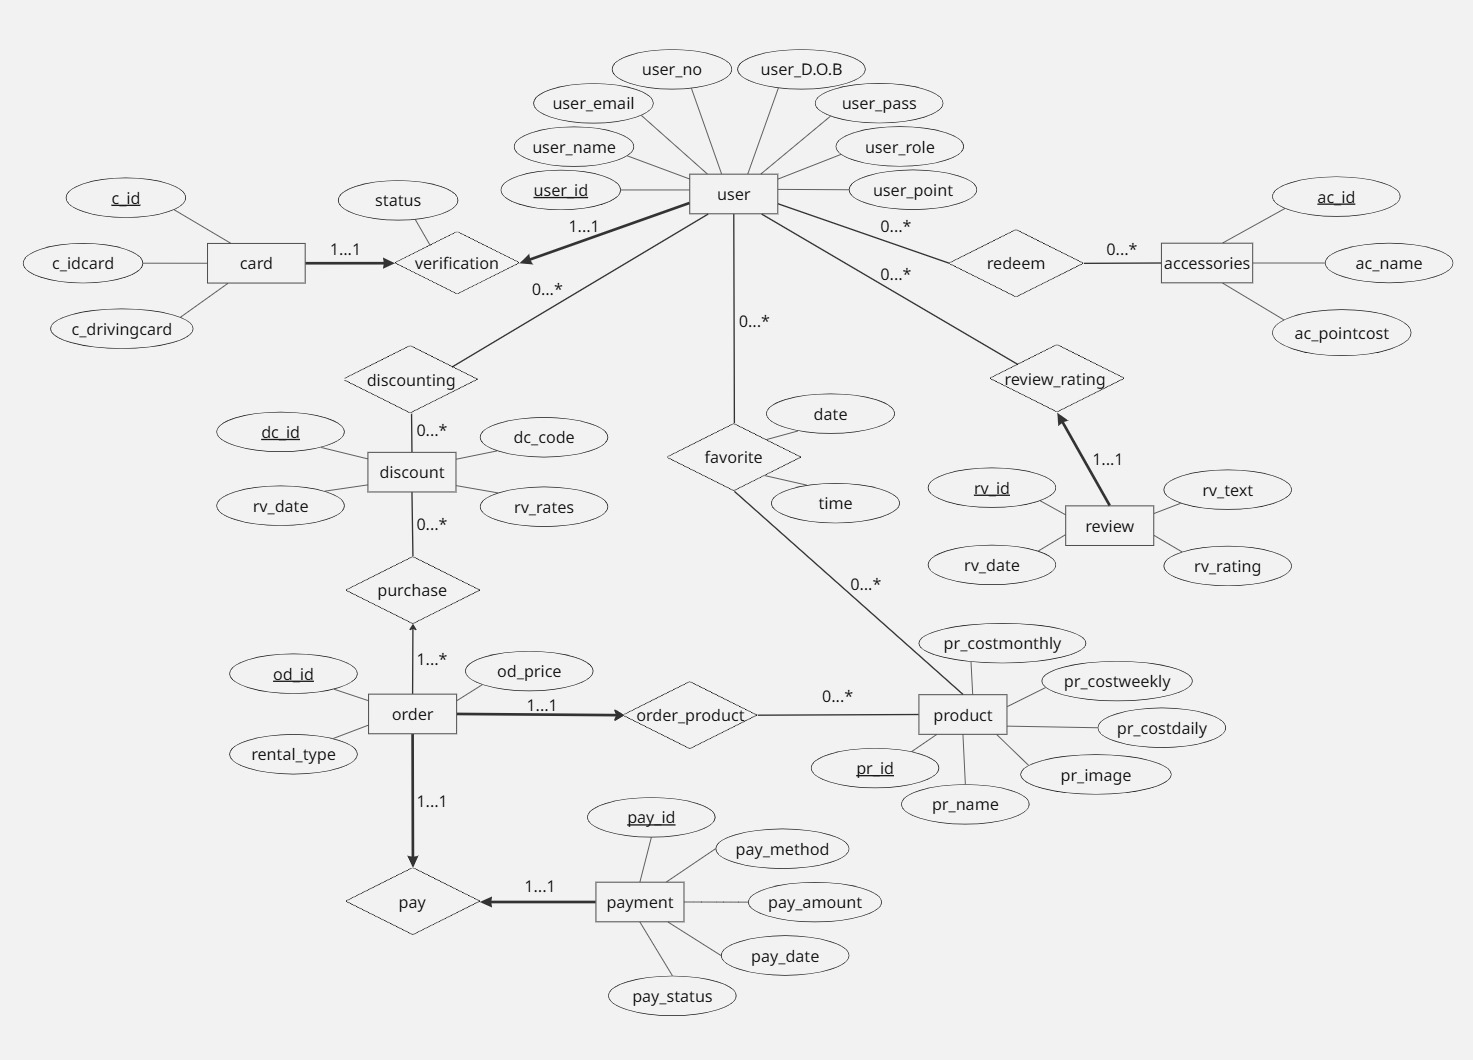 user_no
user_D.O.B
user_email
user_pass
user_name
user_role
user_id
user
user_point
c_id
status
ac_id
1...1
0...*
1...1
0...*
c_idcard
card
verification
redeem
accessories
ac_name
0...*
0...*
c_drivingcard
0...*
ac_pointcost
discounting
review_rating
date
dc_id
0...*
dc_code
favorite
1...1
discount
rv_id
rv_text
rv_date
rv_rates
time
0...*
review
rv_date
rv_rating
purchase
0...*
pr_costmonthly
1...*
od_id
od_price
pr_costweekly
0...*
1...1
order
order_product
product
pr_costdaily
rental_type
pr_id
pr_image
1...1
pr_name
pay_id
pay_method
1...1
pay
payment
pay_amount
pay_date
pay_status